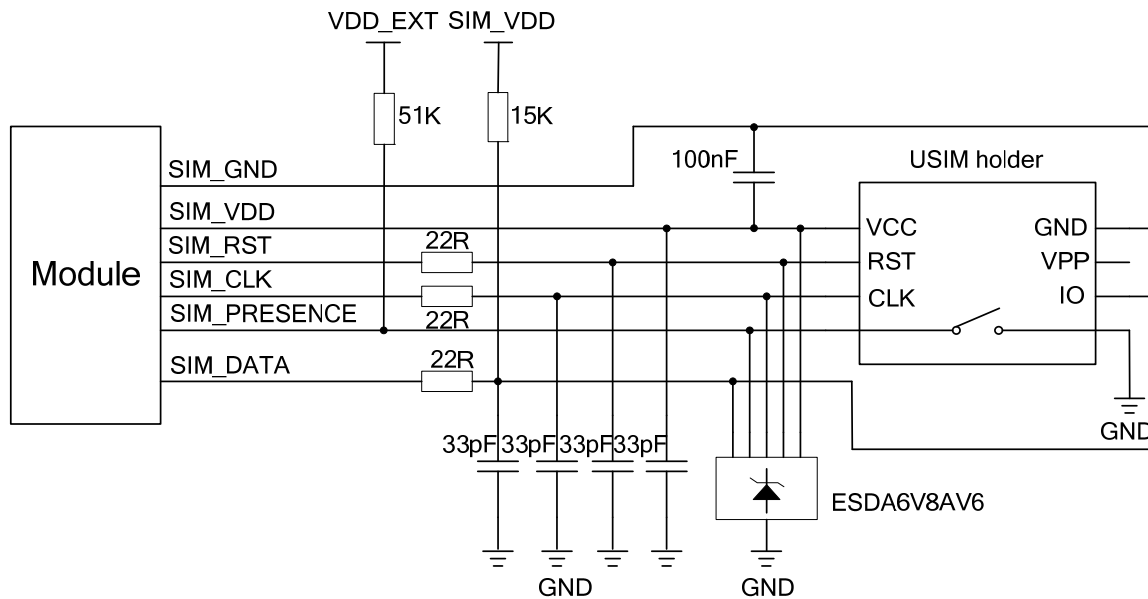 VDD_EXT SIM_VDD
51K 15K
SIM_GND
100nF
USIM holder
SIM_VDD
VCC GND
SIM_RST
22R
RST VPP
Module
SIM_CLK
CLK IO
SIM_PRESENCE
22R
SIM_DATA
22R
GND
33pF 33pF 33pF 33pF
ESDA6V8AV6
GND GND